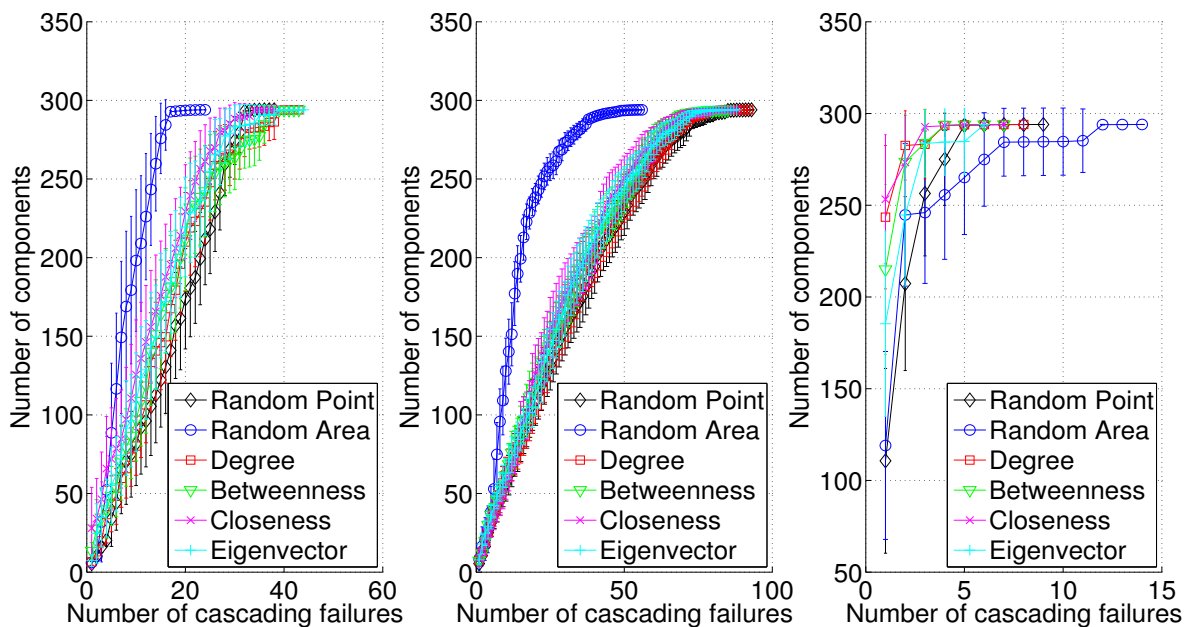 350
300
250
200
150
100
50
0
0
20
40
60
Number of components
Number of cascading failures
Random Point
Random Area
Degree
Betweenness
Closeness
Eigenvector
350
300
250
200
150
100
50
0
0
50
100
Number of components
Number of cascading failures
Random Point
Random Area
Degree
Betweenness
Closeness
Eigenvector
350
300
250
200
150
100
50
0
5
10
15
Number of components
Number of cascading failures
Random Point
Random Area
Degree
Betweenness
Closeness
Eigenvector